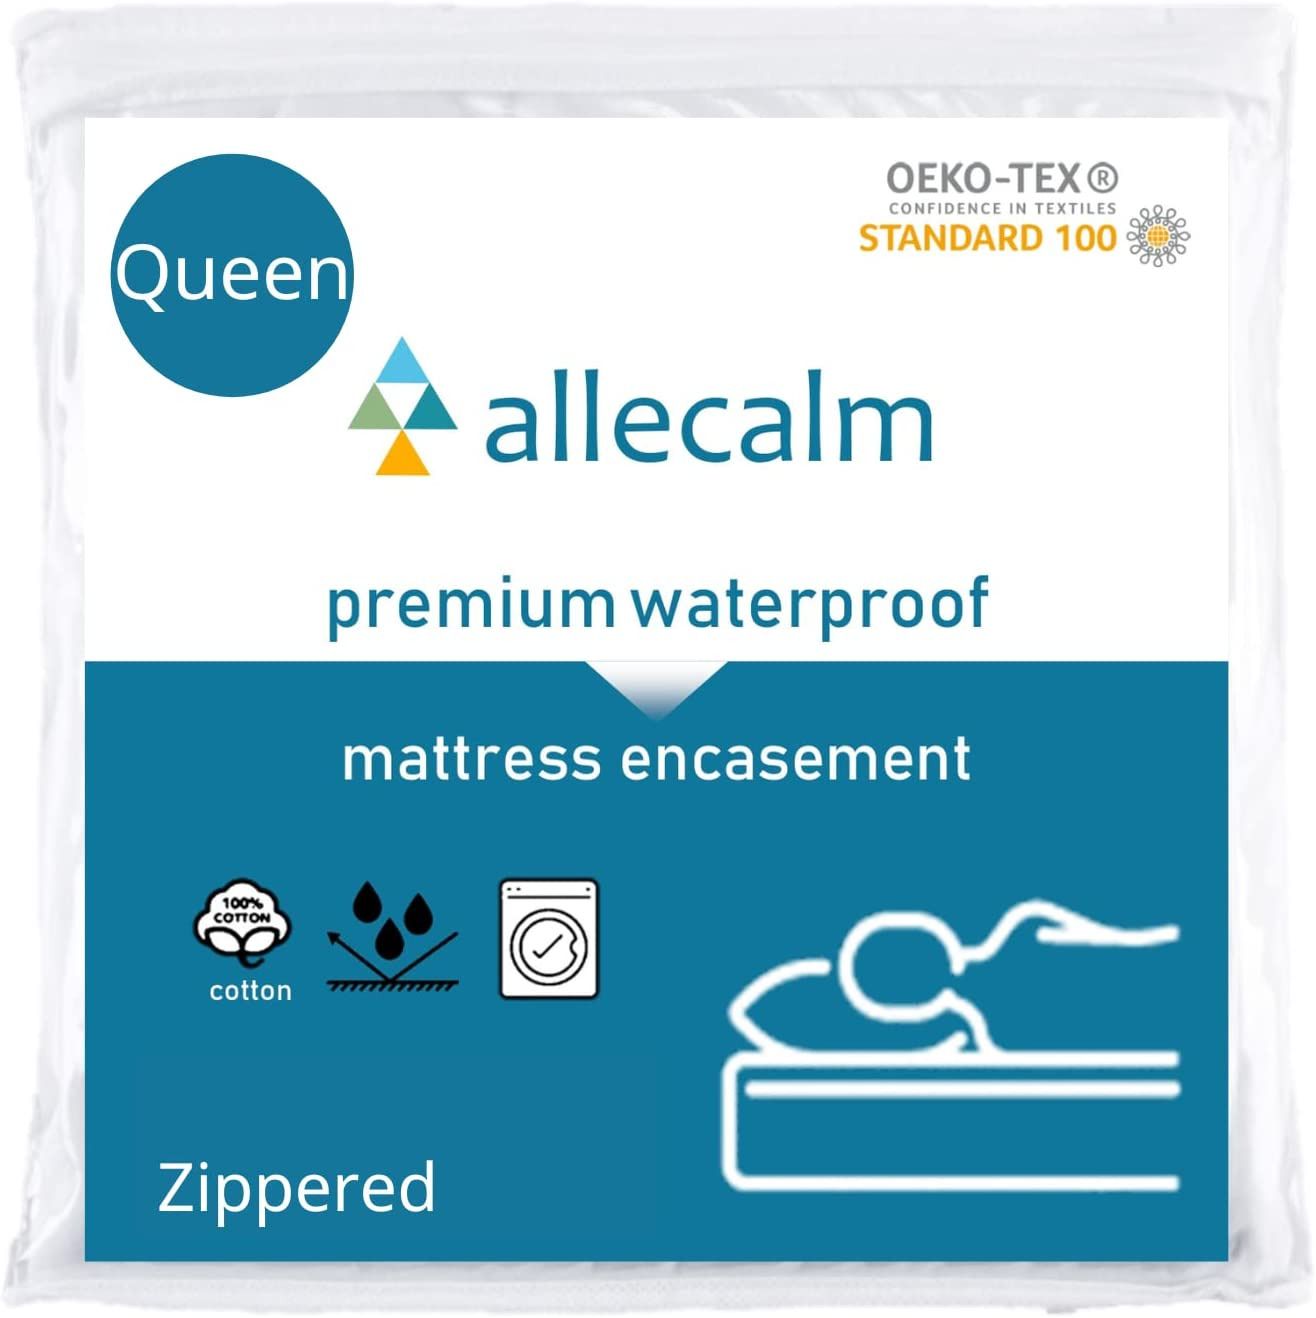 Queen
OEKO-TEX®
CONFIDENCE IN TEXTILES
STANDARD 100
allecalm
premium waterproof
mattress encasement
100%
COTTON
cotton
Zippered